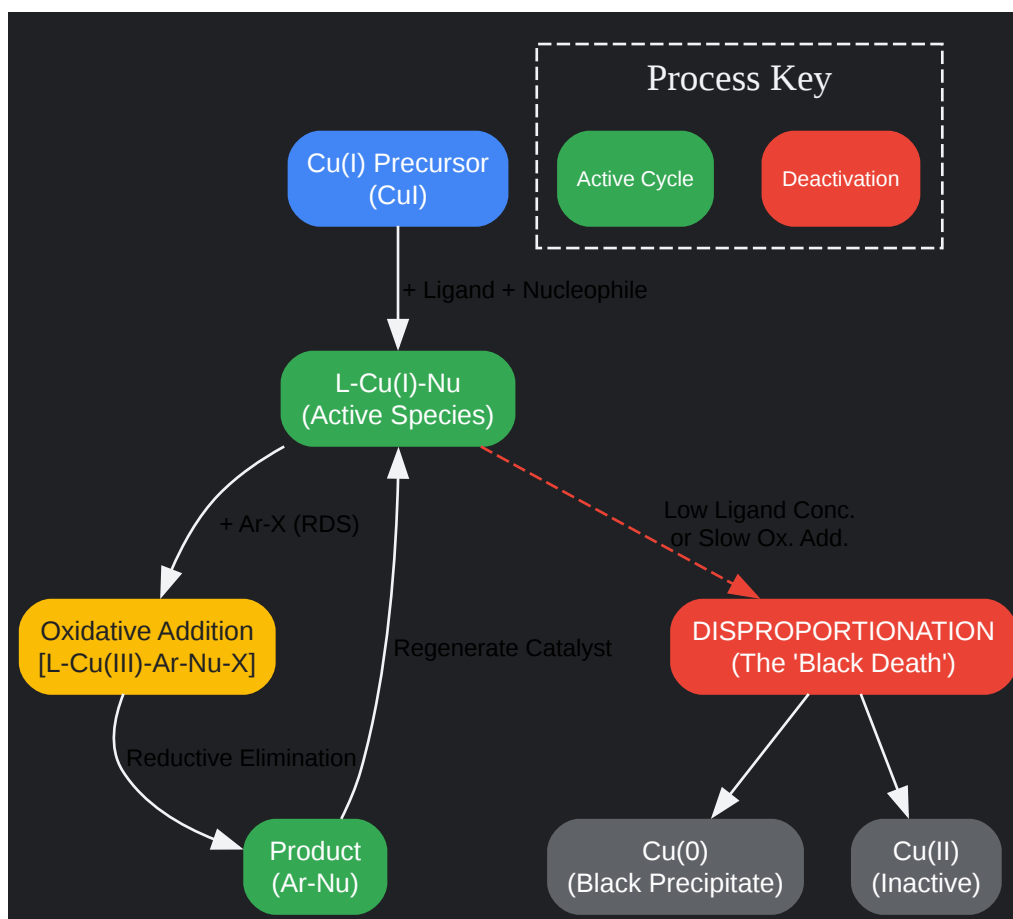 Process Key
Active Cycle
Deactivation
Cu(I) Precursor
(CuI)
+ Ligand + Nucleophile
L-Cu(I)-Nu
(Active Species)
+ Ar-X (RDS)
Low Ligand Conc.
or Slow Ox. Add.
Oxidative Addition
[L-Cu(III)-Ar-Nu-X]
Regenerate Catalyst
DISPROPORTIONATION
(The 'Black Death')
Reductive Elimination
Product
(Ar-Nu)
Cu(0)
(Black Precipitate)
Cu(II)
(Inactive)